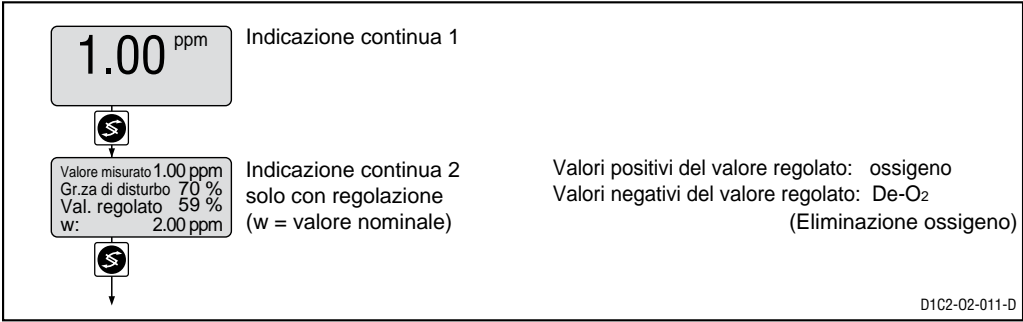 1.00 ppm
Indicazione continua 1
Valore misurato 1.00 ppm
Gr.za di disturbo 70 %
Val. regolato 59 %
w: 2.00 ppm
Indicazione continua 2
solo con regolazione
(w = valore nominale)
Valori positivi del valore regolato: ossigeno
Valori negativi del valore regolato: De-O2
(Eliminazione ossigeno)
D1C2-O2-011-D